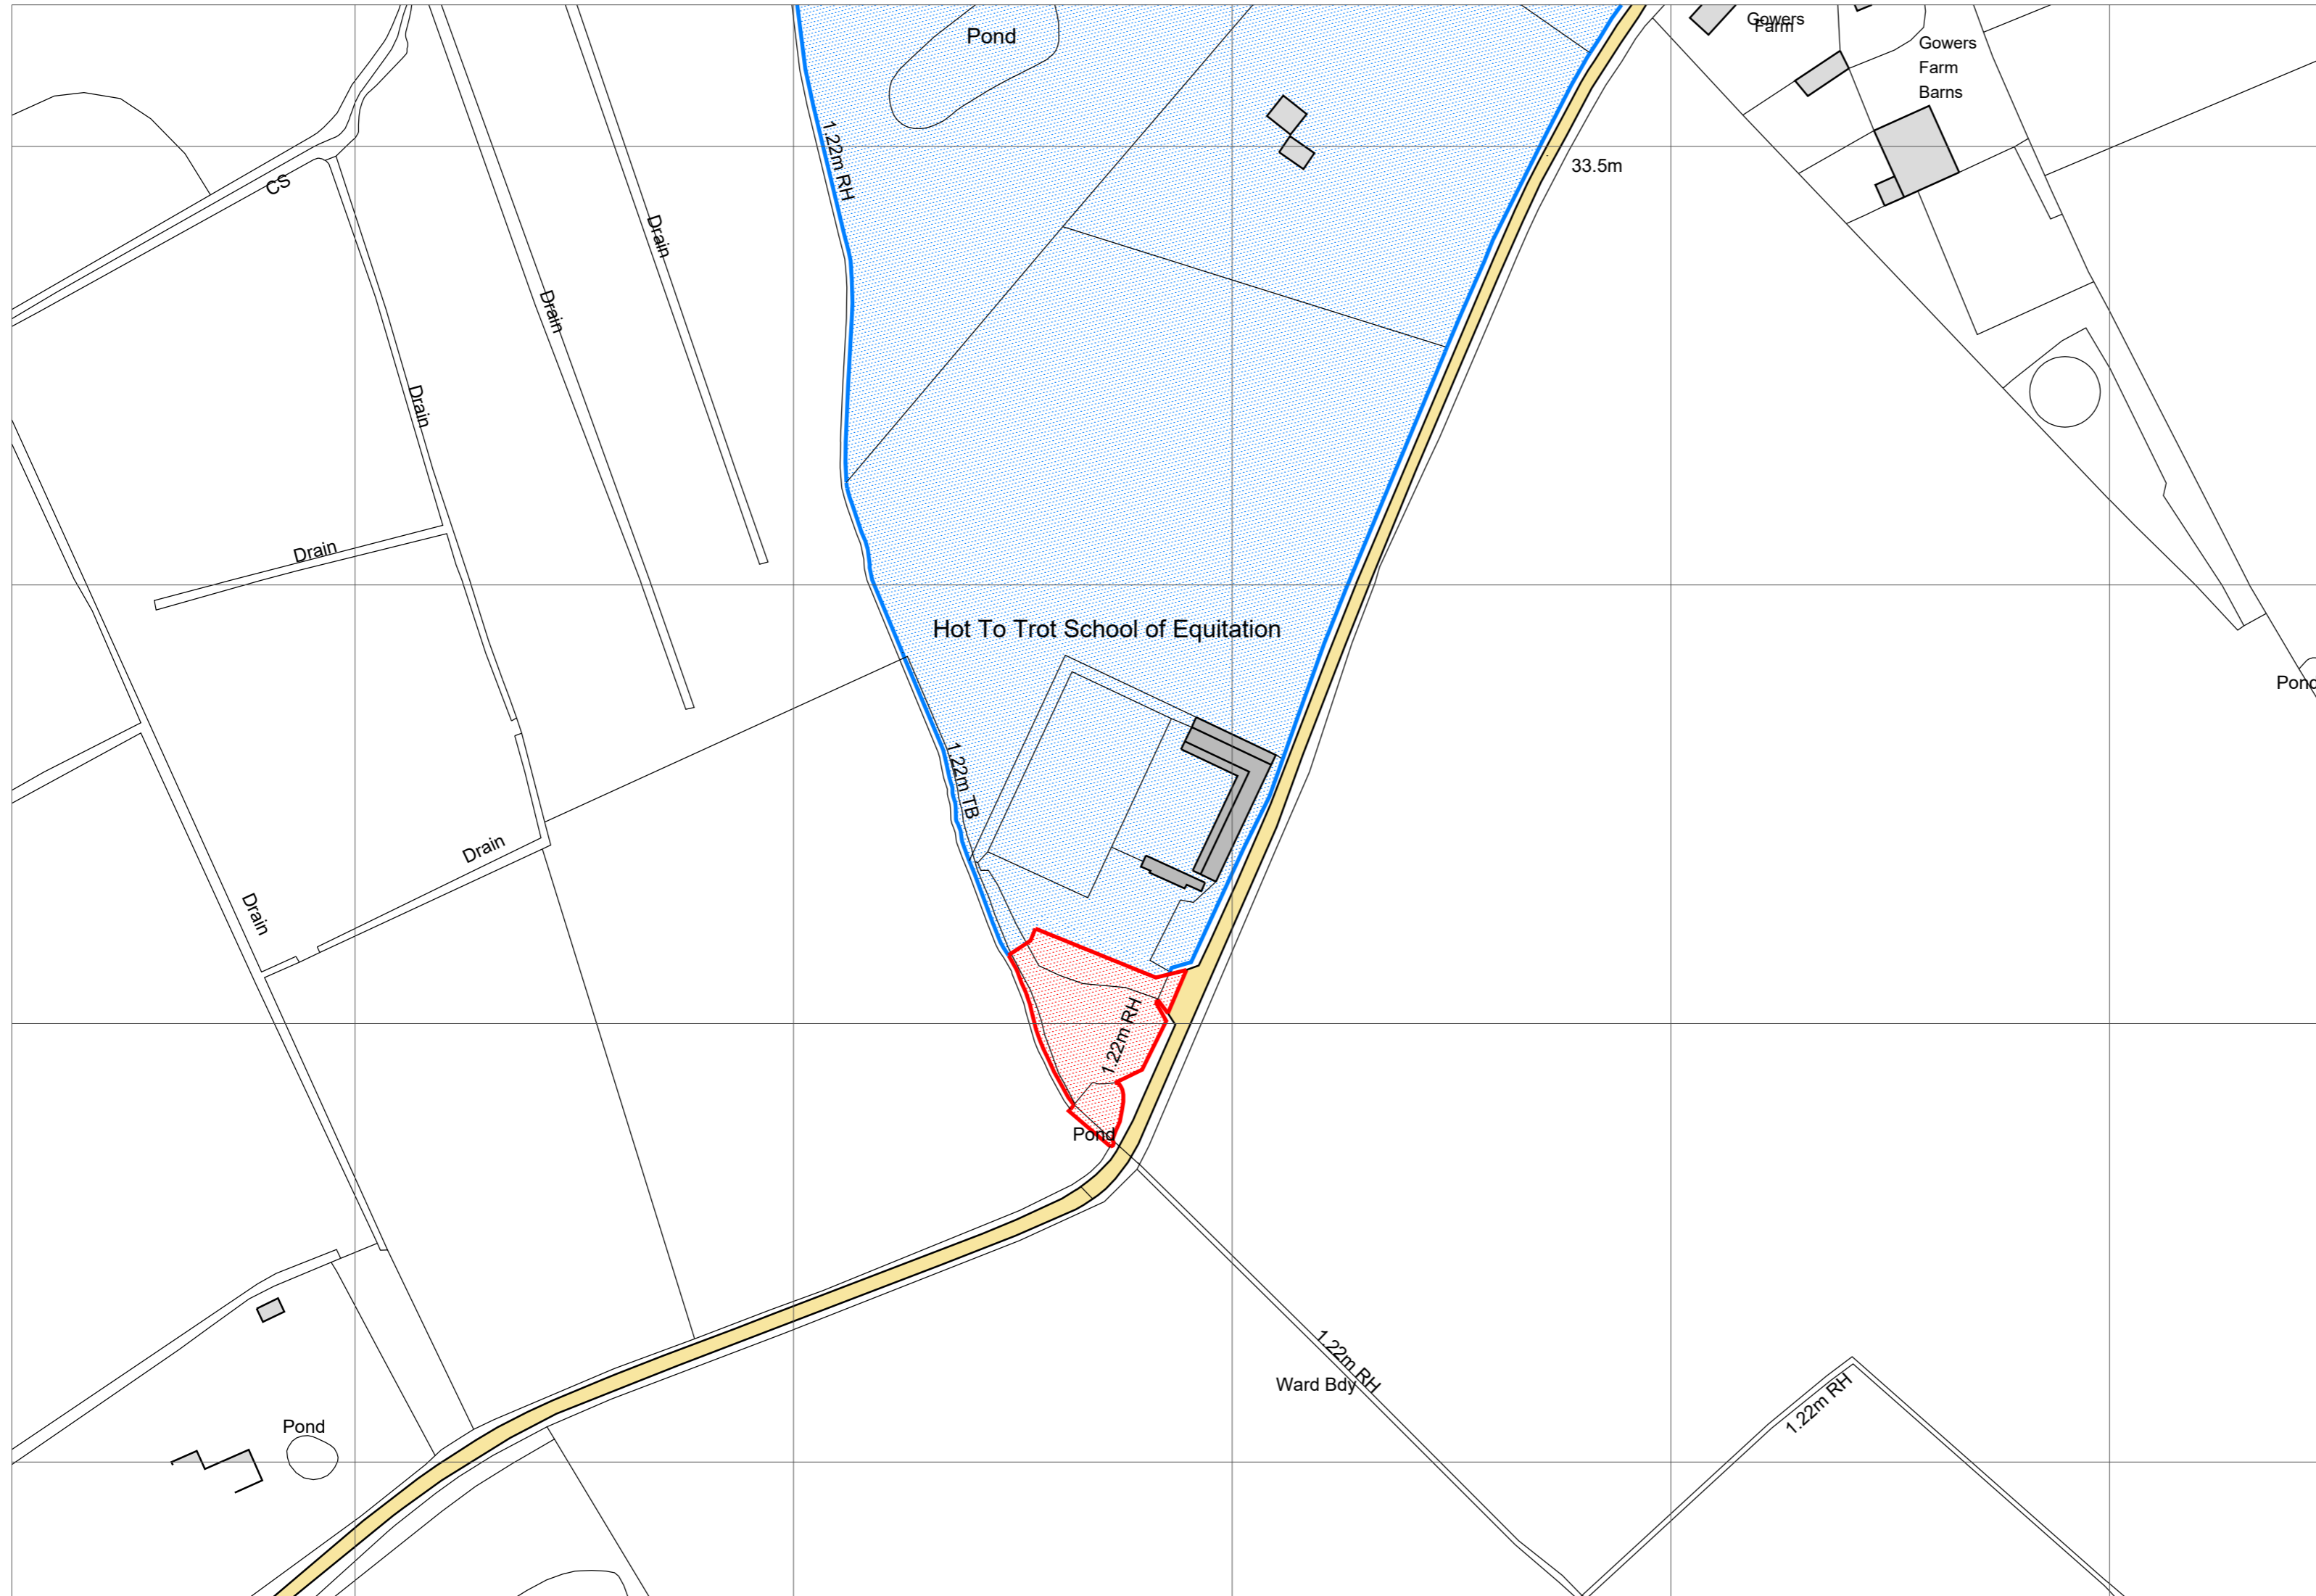 Pond
Gowers
Farm
Gowers
Farm
Barns
1.22m RH
33.5m
CS
Drain
Drain
Drain
Drain
Hot To Trot School of Equitation
Pond
1.22m TB
Drain
Drain
1.22m RH
Pond
1.22m RH
Ward Bdy
1.22m RH
Pond